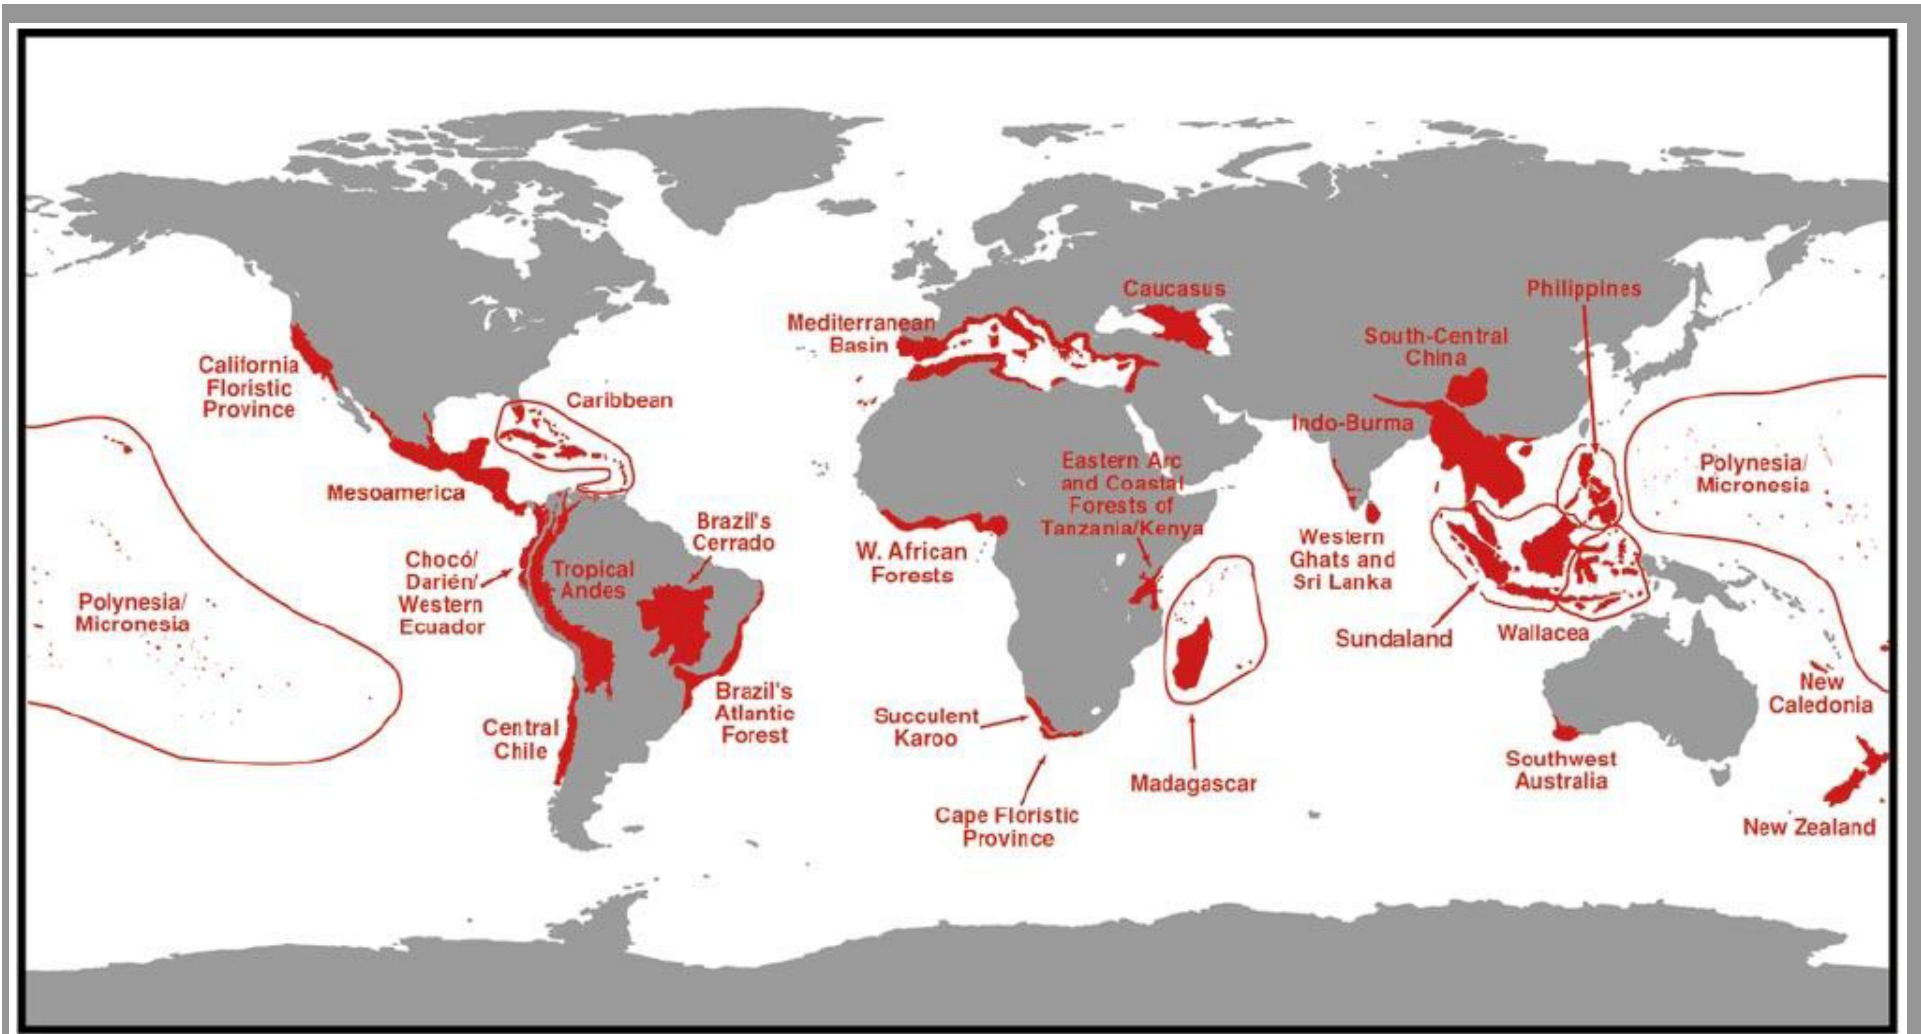 Caucasus
Philippines
Mediterranean
Basin
South-Central
China
California
Floristic
Province
Caribbean
Indo-Burma
Eastern Arc
and Coastal
Forests of
Tanzania/Kenya
Polynesia/
Micronesia
Mesoamerica
Brazil's
Cerrado
W. African
Forests
Western
Ghats and
Sri Lanka
Chocó/
Darién/
Western
Ecuador
Tropical
Andes
Polynesia/
Micronesia
Sundaland
Wallacea
New
Caledonia
Brazil's
Atlantic
Forest
Central
Chile
Succulent
Karoo
Madagascar
Southwest
Australia
Cape Floristic
Province
New Zealand